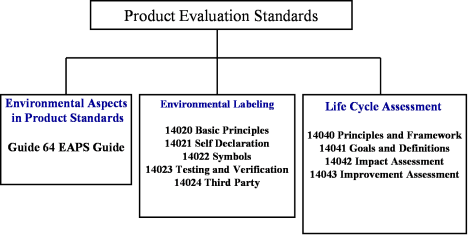 Product Evaluation Standards
Environmental Aspects
in Product Standards
Guide 64 EAPS Guide
Environmental Labeling
14020 Basic Principles
14021 Self Declaration
14022 Symbols
14023 Testing and Verification
14024 Third Party
Life Cycle Assessment
14040 Principles and Framework
14041 Goals and Definitions
14042 Impact Assessment
14043 Improvement Assessment